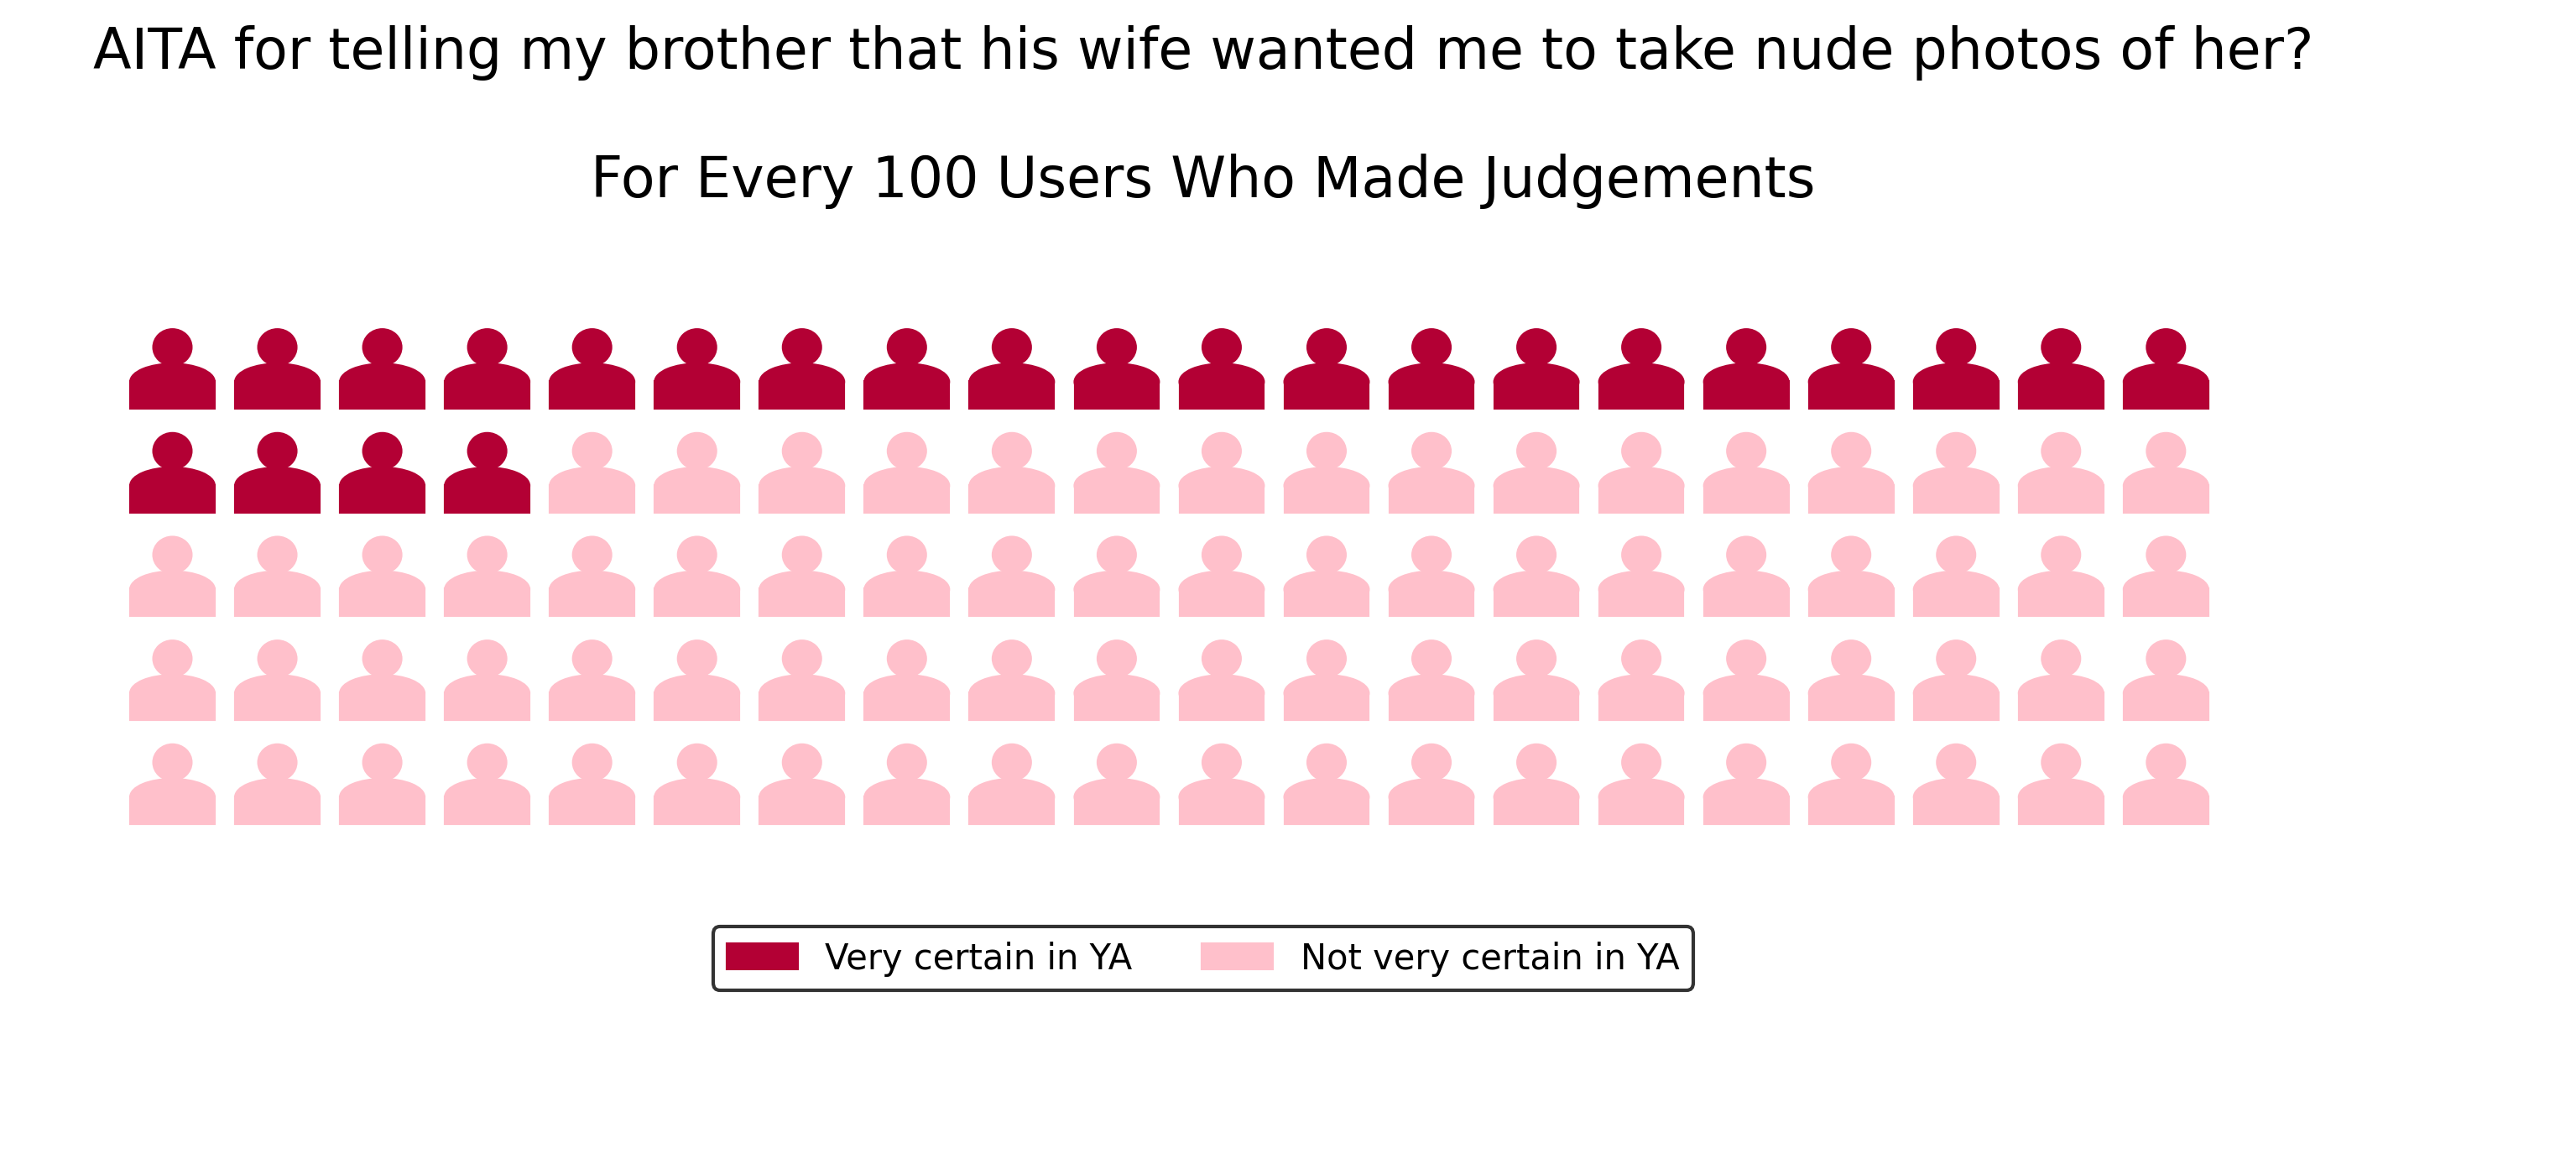 AITA for telling my brother that his wife wanted me to take nude photos of her?
For Every 100 Users Who Made Judgements
Very certain in YA
Not very certain in YA